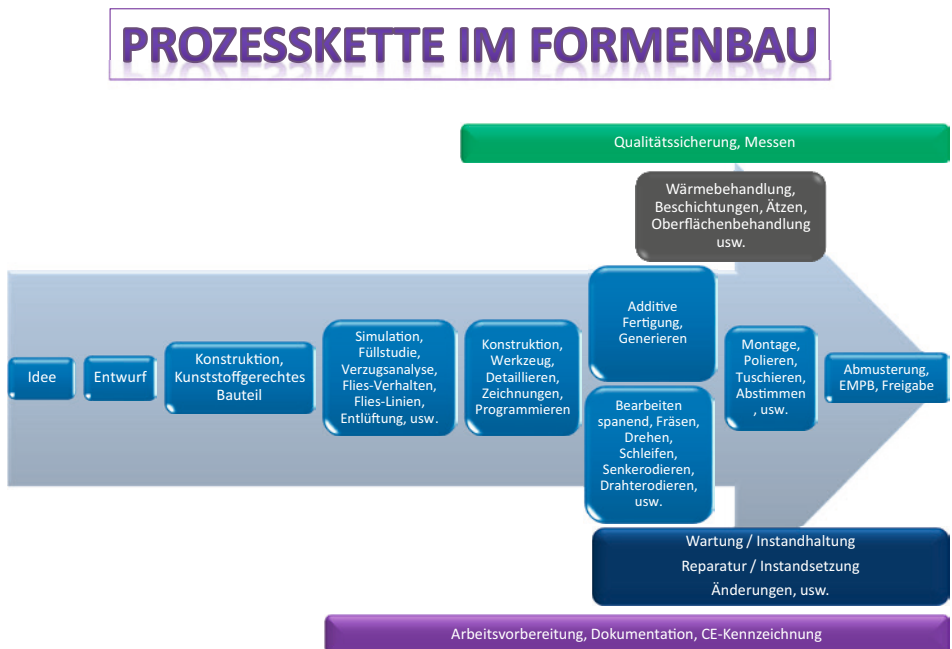 PROZESSKETTE IM FORMENBAU
Qualitätssicherung, Messen
Wärmebehandlung,
Beschichtungen, Ätzen,
Oberflächenbehandlung
usw.
Idee
Entwurf
Konstruktion,
Kunststoffgerechtes
Bauteil
Simulation,
Füllstudie,
Verzugsanalyse,
Flies-Verhalten,
Flies-Linien,
Entlüftung, usw.
Konstruktion,
Werkzeug,
Detaillieren,
Zeichnungen,
Programmieren
Additive
Fertigung,
Generieren
Bearbeiten
spanend, Fräsen,
Drehen,
Schleifen,
Senkerodieren,
Drahterodieren,
usw.
Montage,
Polieren,
Tuschieren,
Abstimmen
, usw.
Abmusterung,
EMPB, Freigabe
Wartung / Instandhaltung
Reparatur / Instandsetzung
Änderungen, usw.
Arbeitsvorbereitung, Dokumentation, CE-Kennzeichnung